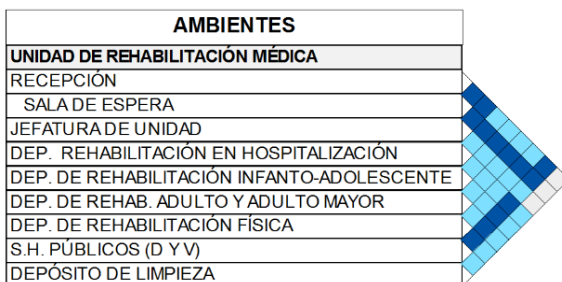 AMBIENTES
UNIDAD DE REHABILITACIÓN MÉDICA
RECEPCIÓN
SALA DE ESPERA
JEFATURA DE UNIDAD
DEP. REHABILITACIÓN EN HOSPITALIZACIÓN
DEP. DE REHABILITACIÓN INFANTO-ADOLESCENTE
DEP. DE REHAB. ADULTO Y ADULTO MAYOR
DEP. DE REHABILITACIÓN FÍSICA
S.H. PÚBLICOS (D Y V)
DEPÓSITO DE LIMPIEZA